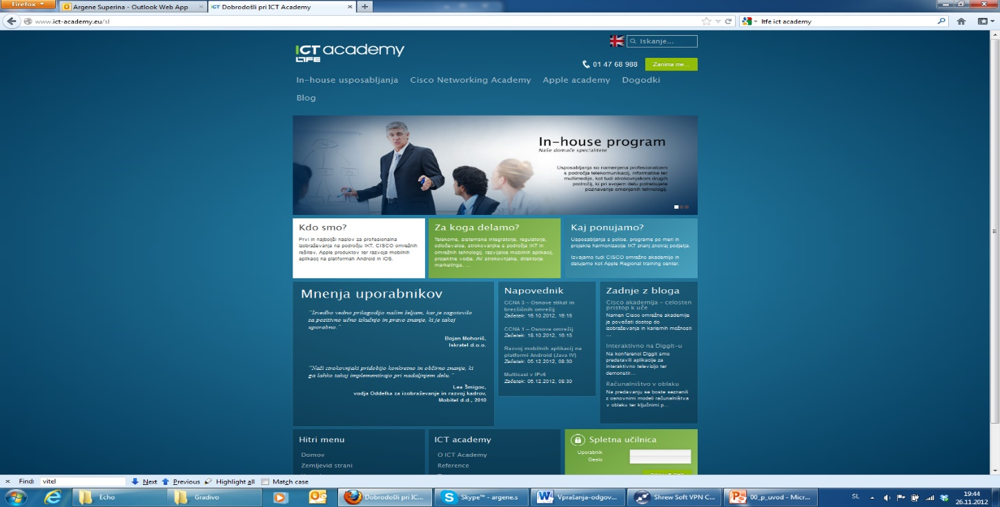 Firefox
Argene Superina - Outlook Web App
ICT Dobrodošli pri ICT Academy
www.ict-academy.eu/sl
ltfe ict academy
ICT academy
LTFE
Iskanje...
01 47 68 988
Zanima me...
In-house usposabljanja Cisco Networking Academy Apple academy Dogodki
Blog
In-house program
Naše domače specialitete
Usposabljanja so namenjena profesionalcem
s področja telekomunikacij, informatike ter
multimedije, kot tudi strokovnjakom drugih
področij, ki pri svojem delu potrebujete
poznavanje omenjenih tehnologij.
Kdo smo?
Prvi in najboljši naslov za profesionalna
izobraževanja na področju IKT, CISCO omrežnih
rešitev, Apple produktov ter razvoja mobilnih
aplikacij na platformah Android in iOS.
Za koga delamo?
Telekome, sistemske integratorje, regulatorje,
odločevalce, strokovnjake s področja IKT in
omrežnih tehnologij, razvijalce mobilnih aplikacij,
projektne vodje, AV strokovnjake, direktorje
marketinga, ...
Kaj ponujamo?
Usposabljanja s police, programe po meri in
projekte harmonizacije IKT znanj znotraj podjetja.
Izvajamo tudi CISCO omrežno akademijo in
delujemo kot Apple Regional training center.
Mnenja uporabnikov
"Izvedbo vedno prilagodijo našim željam, kar je zagotovilo
za pozitivno učno izkušnjo in pravo znanje, ki je takoj
uporabno."
Bojan Mohorič,
Iskratel d.o.o.
"Naši strokovnjaki pridobijo konkretno in obširno znanje, ki
ga lahko takoj implementirajo pri nadaljnjem delu."
Lea Šmigoc,
vodja Oddelka za izobraževanje in razvoj kadrov,
Mobitel d.d., 2010
Napovednik
CCNA 3 – Osnove stikal in
brezžičnih omrežij
Začetek: 16.10.2012, 16:15
CCNA 1 – Osnove omrežij
Začetek: 18.10.2012, 16:15
Razvoj mobilnih aplikacij na
platformi Android (Java IV)
Začetek: 05.12.2012, 08:30
Multicast v IPv6
Začetek: 06.12.2012, 08:30
Zadnje z bloga
Cisco akademija – celosten
pristop k uče
Namen Cisco omrežne akademije
je povečati dostop do
izobraževanja in kariernih možnosti
...
Interaktivno na Diggit-u
Na konferenci Diggit smo
predstavili aplikacije za
interaktivno televizijo ter
demonstr...
Računalništvo v oblaku
Na predavanju se boste seznanili
z osnovnimi modeli računalništva
v oblaku ter ključnimi p...
Hitri menu
Domov
Zemljevid strani
ICT academy
O ICT Academy
Reference
Spletna učilnica
Uporabnik
Geslo
Find: vitel Next Previous Highlight all Match case
Echo
Gradivo
Dobrodošli pri IC...
Skype™ - argene.s
Vprašanja-odgov...
Shrew Soft VPN C...
00_p_uvod - Micr...
SL
19:44
26.11.2012